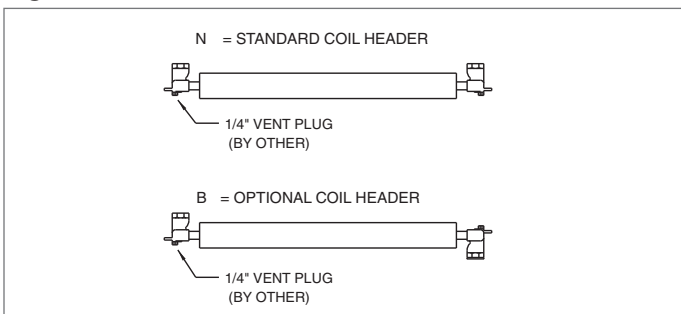 N = STANDARD COIL HEADER
1/4" VENT PLUG
(BY OTHER)
B = OPTIONAL COIL HEADER
1/4" VENT PLUG
(BY OTHER)